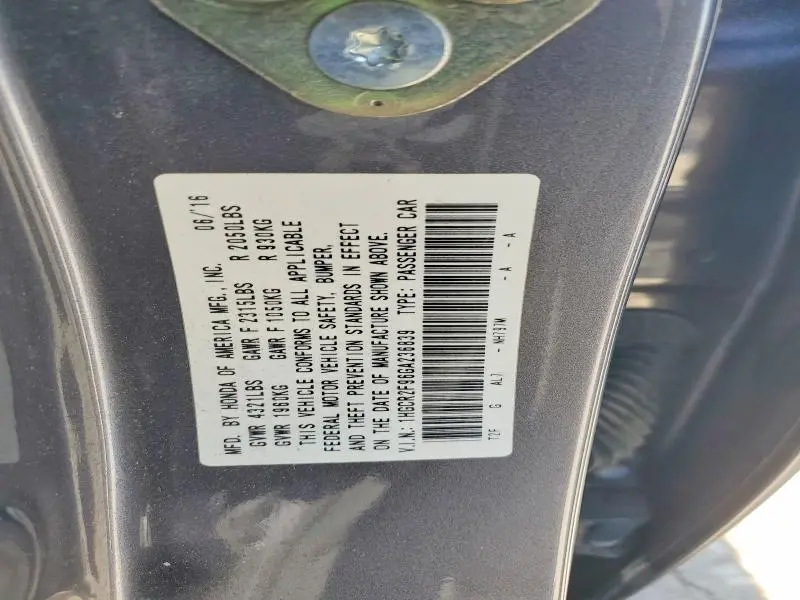 MFD. BY HONDA OF AMERICA MFG., INC. 06/'16
GVWR 4321LBS GAWR F 2315LBS R 2050LBS
GVWR 1960KG GAWR F 1050KG R 930KG
THIS VEHICLE CONFORMS TO ALL APPLICABLE
FEDERAL MOTOR VEHICLE SAFETY, BUMPER,
AND THEFT PREVENTION STANDARDS IN EFFECT
ON THE DATE OF MANUFACTURE SHOWN ABOVE.
V.I.N.: 1HGCR2F96GA236839 TYPE: PASSENGER CAR
T2F G AL7 - NH797M - A - A